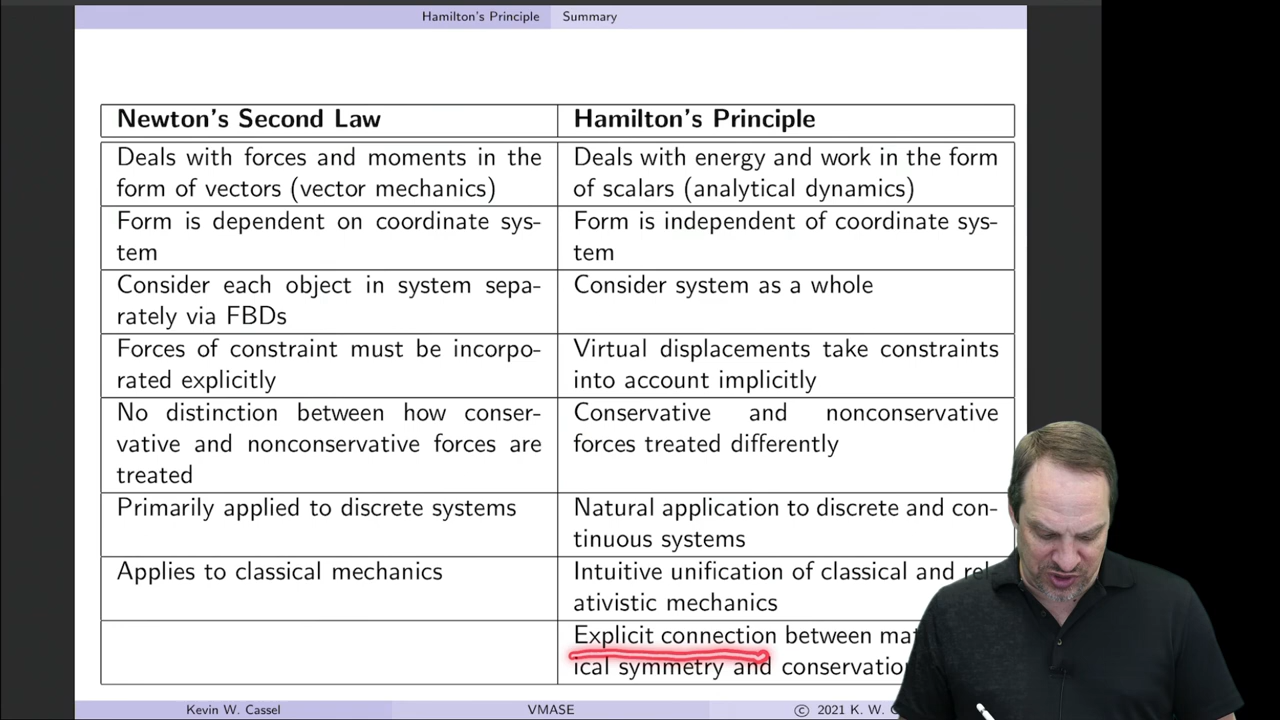 Hamilton's Principle Summary
Newton's Second Law
Hamilton's Principle
Deals with forces and moments in the
form of vectors (vector mechanics)
Deals with energy and work in the form
of scalars (analytical dynamics)
Form is dependent on coordinate sys-
tem
Form is independent of coordinate sys-
tem
Consider each object in system sepa-
rately via FBDs
Consider system as a whole
Forces of constraint must be incorpo-
rated explicitly
Virtual displacements take constraints
into account implicitly
No distinction between how conser-
vative and nonconservative forces are
treated
Conservative and nonconservative
forces treated differently
Primarily applied to discrete systems
Natural application to discrete and con-
tinuous systems
Applies to classical mechanics
Intuitive unification of classical and rel-
ativistic mechanics
Explicit connection between
ical symmetry and
Kevin W. Cassel
VMASE
© 2021 K. W.